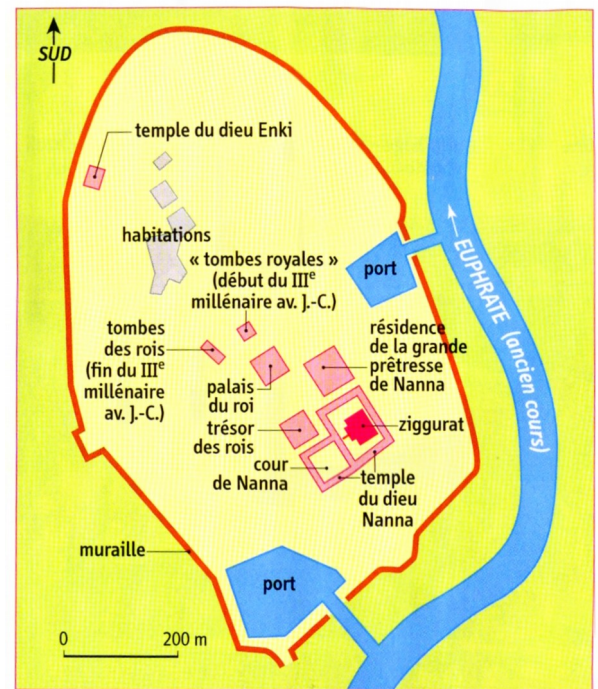 SUD
temple du dieu Enki
habitations
« tombes royales »
(début du IIIe
millénaire av. J.-C.)
port
EUPHRATE (ancien cours)
tombes
des rois
(fin du IIIe
millénaire
av. J.-C.)
résidence
de la grande
prêtresse
de Nanna
palais
du roi
trésor
des rois
ziggurat
cour
de Nanna
temple
du dieu
Nanna
muraille
port
0 200 m